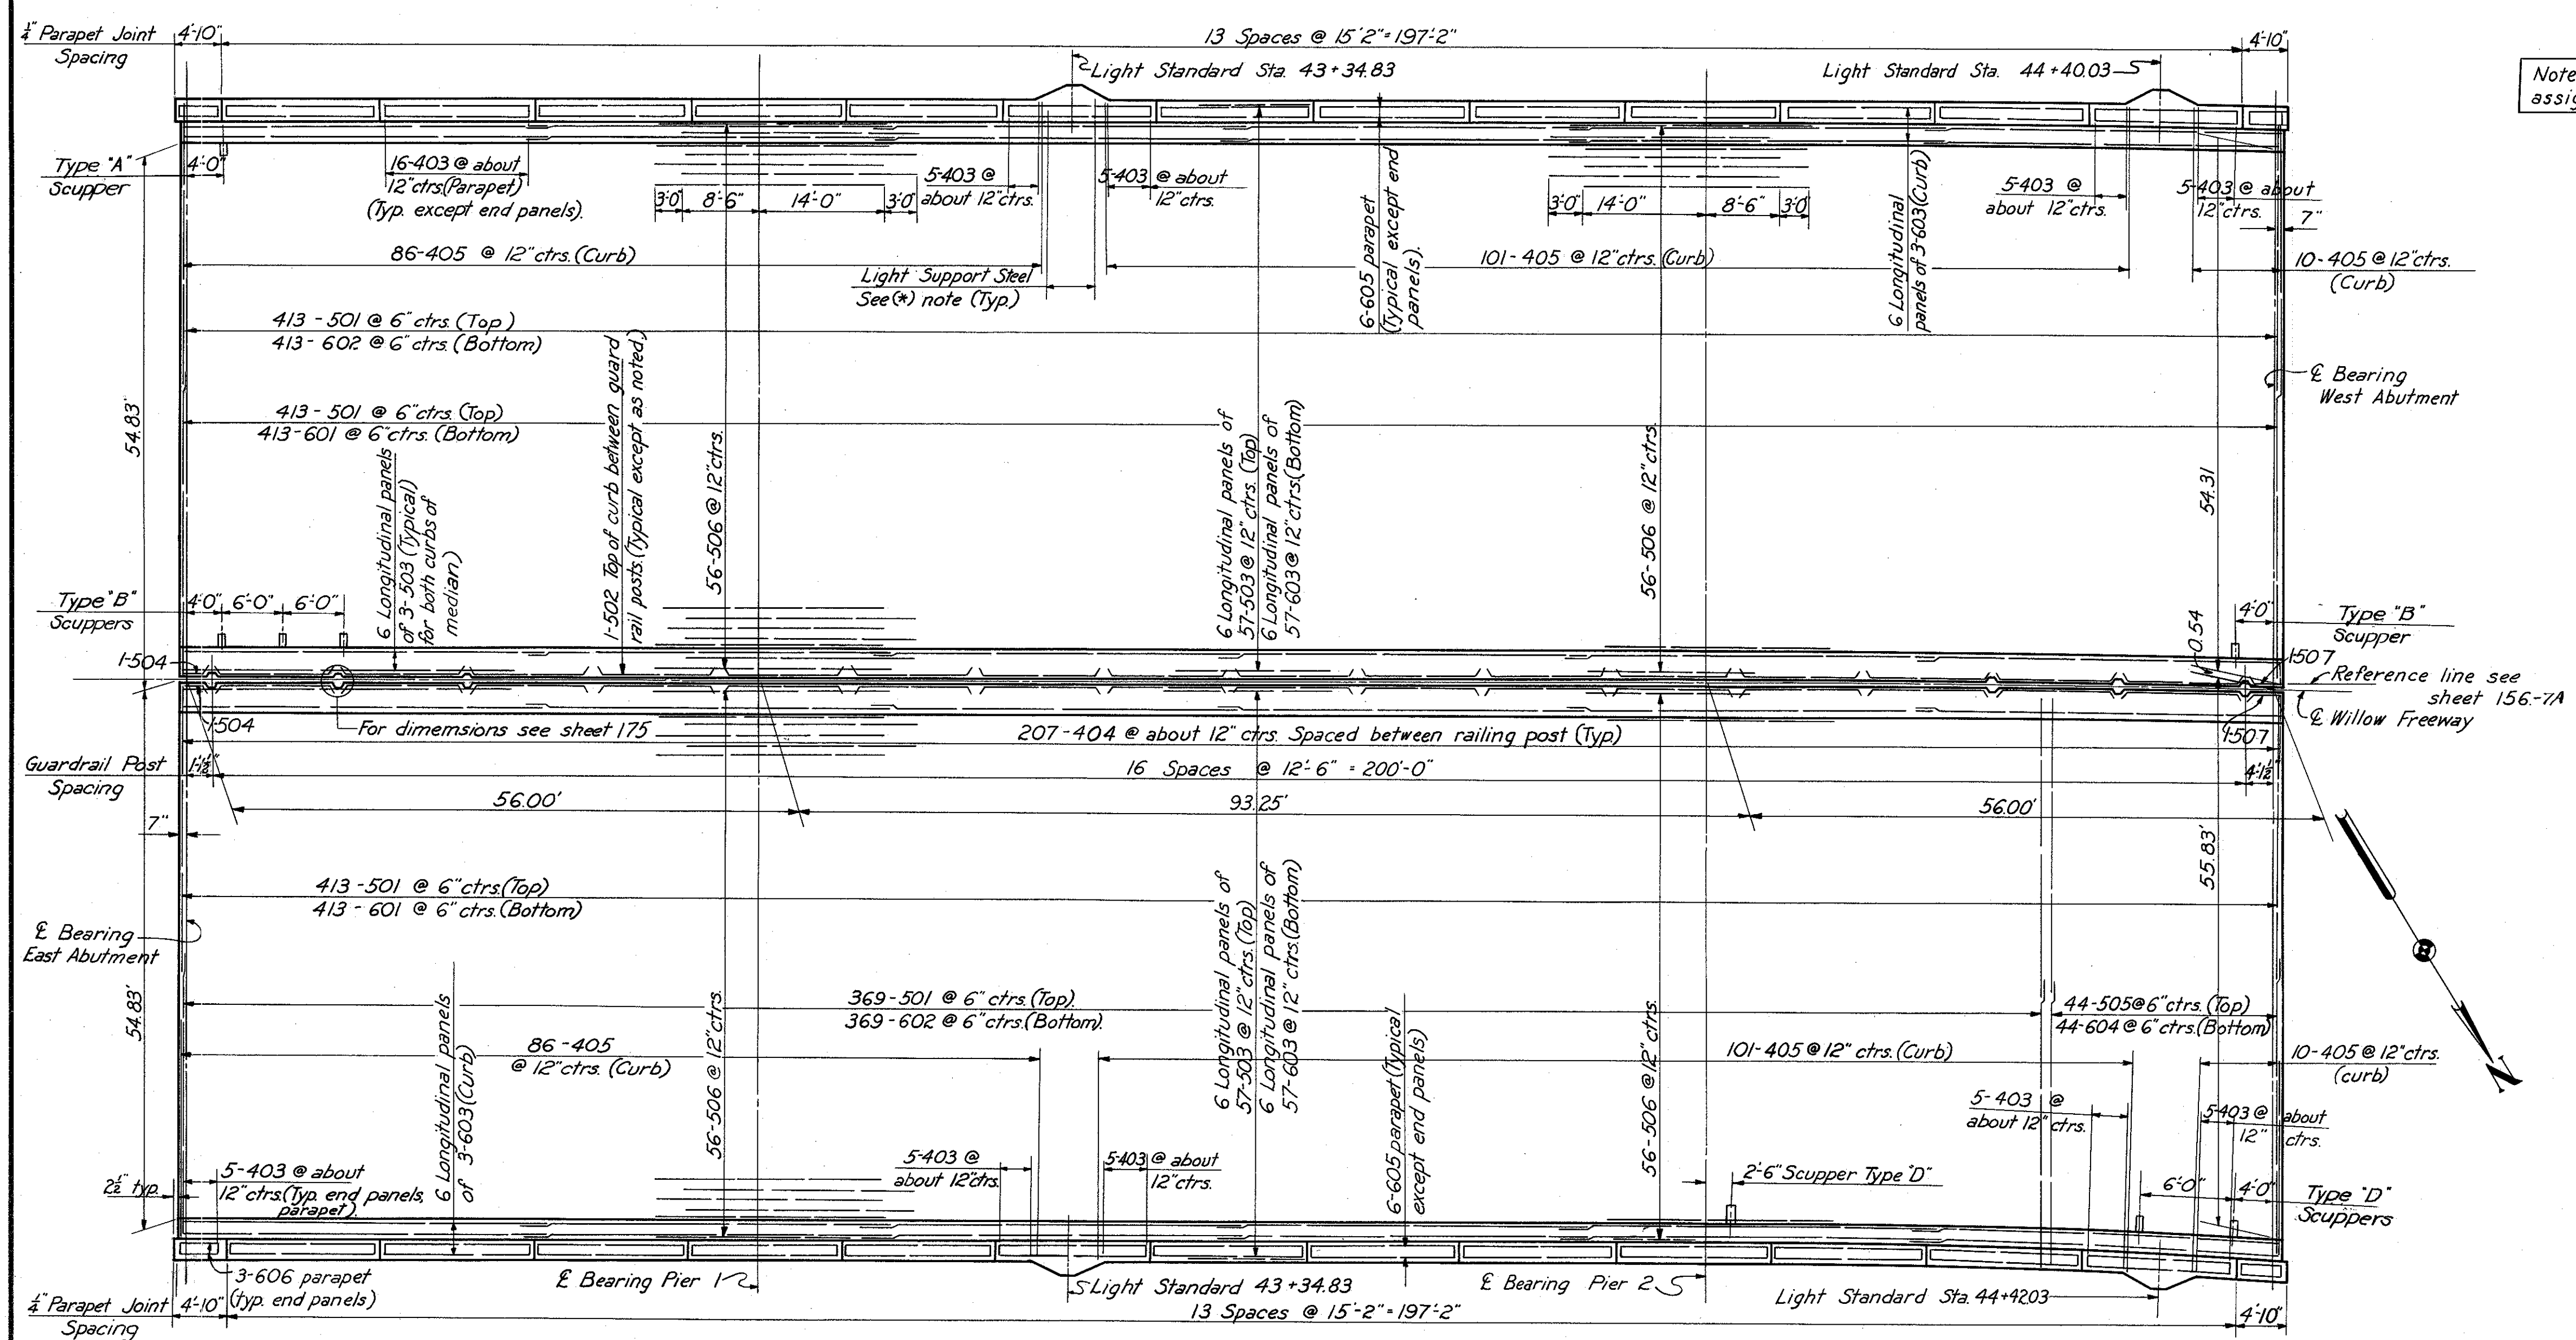 ¼" Parapet Joint
Spacing
4'-10"
13 Spaces @ 15'2"=197'-2"
4'-10"
Light Standard Sta. 43+34.83
Light Standard Sta. 44+40.03
Note
assig
Type "A"
Scupper
4'-0"
16-403 @ about
12"ctrs.(Parapet)
(Typ. except end panels).
3'-0"
8'-6"
14'-0"
3'-0"
5-403 @
about 12"ctrs.
5-403 @ about
12"ctrs.
6-605 parapet
(Typical except end
panels).
3'-0"
14'-0"
8'-6"
3'-0"
6 Longitudinal
panels of 3-603(Curb)
5-403 @
about 12"ctrs.
5-403 @ about
12"ctrs.
7"
86-405 @ 12"ctrs.(Curb)
Light Support Steel
See(*) note (Typ.)
101-405 @ 12"ctrs.(Curb)
10-405 @ 12"ctrs.
(Curb)
413-501 @ 6"ctrs.(Top)
413-602 @ 6"ctrs.(Bottom)
℄ Bearing
West Abutment
413-501 @ 6"ctrs.(Top)
413-601 @ 6"ctrs.(Bottom)
54.83'
6 Longitudinal panels
of 3-503 (Typical)
for both curbs of
median)
1-502 Top of curb between guard
rail posts.(Typical except as noted)
56-506 @ 12"ctrs.
6 Longitudinal panels of
57-503 @ 12" ctrs. (Top)
6 Longitudinal panels of
57-603 @ 12"ctrs.(Bottom)
56-506 @ 12"ctrs.
54.31
Type "B"
Scuppers
4'-0"
6'-0"
6'-0"
0.54
4'-0"
Type "B"
Scupper
1-504
1-507
Reference line see
sheet 156-7A
℄ Willow Freeway
1-504
For dimemsions see sheet 175
207-404 @ about 12" ctrs. Spaced between railing post (Typ.)
1-507
Guardrail Post
Spacing
16 Spaces @ 12'-6" = 200'-0"
4'-1½"
56.00'
93.25'
56.00'
7"
55.83'
413-501 @ 6"ctrs.(Top)
413-601 @ 6"ctrs.(Bottom)
℄ Bearing
East Abutment
54.83'
6 Longitudinal panels
of 3-603(Curb)
56-506 @ 12"ctrs.
369-501 @ 6" ctrs.(Top).
369-602 @ 6"ctrs.(Bottom).
6 Longitudinal panels of
57-503 @ 12"ctrs.(Top)
6 Longitudinal panels of
57-603 @ 12"ctrs.(Bottom)
6-605 parapet (Typical
except end panels)
56-506 @ 12"ctrs.
44-505@6"ctrs.(Top)
44-604@6"ctrs.(Bottom)
86-405
@ 12"ctrs. (Curb)
101-405 @ 12" ctrs.(Curb)
10-405 @ 12"ctrs.
(curb)
N
5-403 @
about 12"ctrs.
5-403 @ about
12" ctrs.
2½" typ.
5-403 @ about
12"ctrs.(Typ. end panels,
parapet).
5-403 @
about 12"ctrs.
5-403 @ about
12"ctrs.
2'-6" Scupper Type "D"
6'-0"
4'-0"
Type "D"
Scuppers
3-606 parapet
(typ. end panels)
℄ Bearing Pier 1
Light Standard 43+34.83
℄ Bearing Pier 2
Light Standard Sta. 44+42.03
¼" Parapet Joint
Spacing
4'-10"
13 Spaces @ 15'-2"=197'-2"
4'-10"